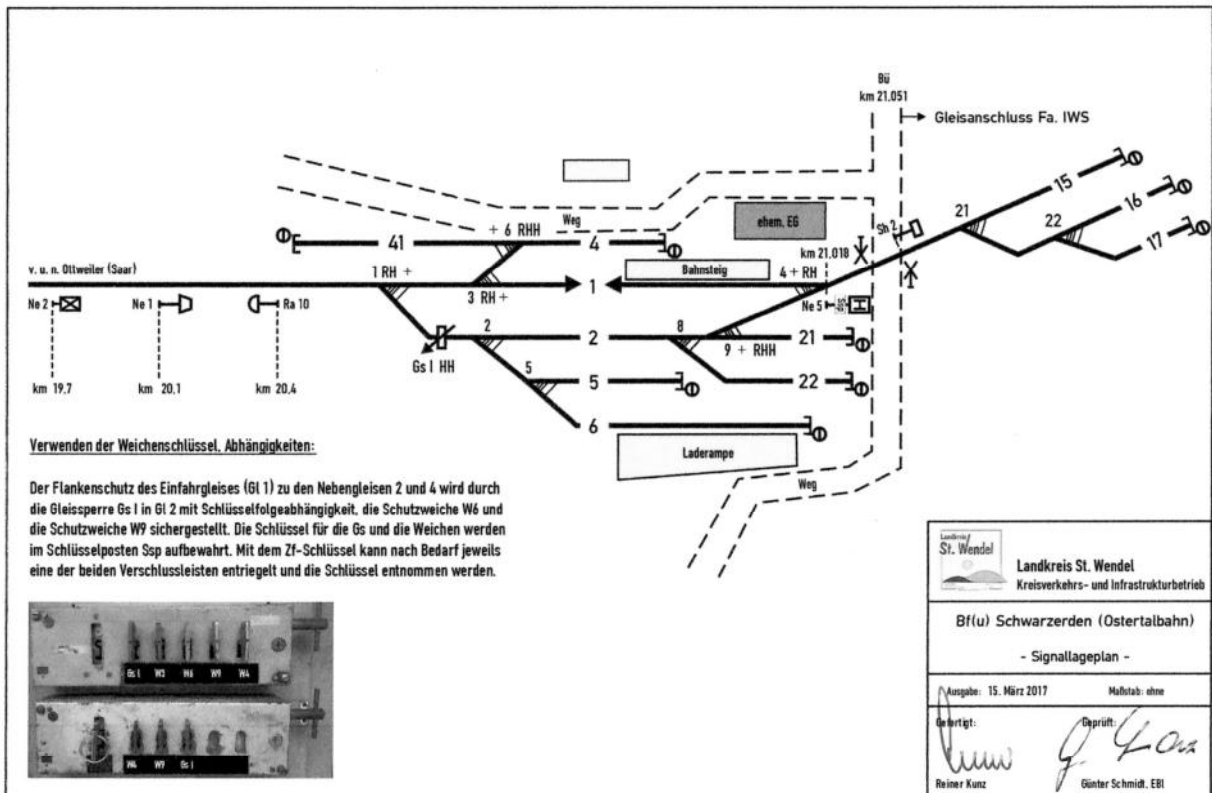 Bü
km 21,051
Gleisanschluss Fa. IWS
15
16
17
21
22
Sh 2
Weg
ehem. EG
+ 6 RHH
41
4
km 21,018
v. u. n. Ottweiler (Saar)
1 RH +
Bahnsteig
4 + RH
1
3 RH +
Ne 2
Ne 1
Ra 10
Ne 5
2
2
8
21
9 + RHH
Gs I HH
5
5
22
km 19,7
km 20,1
km 20,4
6
Laderampe
Weg
Verwenden der Weichenschlüssel, Abhängigkeiten:
Der Flankenschutz des Einfahrgleises (Gl 1) zu den Nebengleisen 2 und 4 wird durch
die Gleissperre Gs I in Gl 2 mit Schlüsselfolgeabhängigkeit, die Schutzweiche W6 und
die Schutzweiche W9 sichergestellt. Die Schlüssel für die Gs und die Weichen werden
im Schlüsselposten Ssp aufbewahrt. Mit dem Zf-Schlüssel kann nach Bedarf jeweils
eine der beiden Verschlussleisten entriegelt und die Schlüssel entnommen werden.
Gs I W3 W6 W9 W4
W4 W9 Gs I
Landkreis
St. Wendel
Landkreis St. Wendel
Kreisverkehrs- und Infrastrukturbetrieb
Bf(u) Schwarzerden (Ostertalbahn)
- Signallageplan -
Ausgabe: 15. März 2017 Maßstab: ohne
Gefertigt: Geprüft:
Reiner Kunz Günter Schmidt, EBl